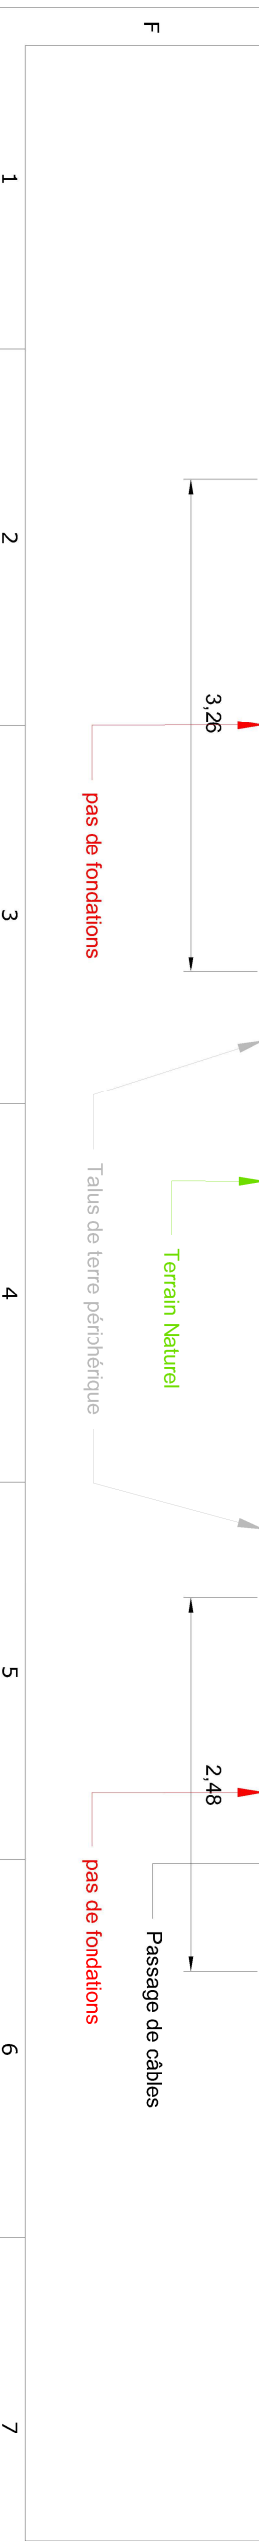 F
1
2
3
4
5
6
7
3,26
pas de fondations
Talus de terre périphérique
Terrain Naturel
2,48
pas de fondations
Passage de câbles